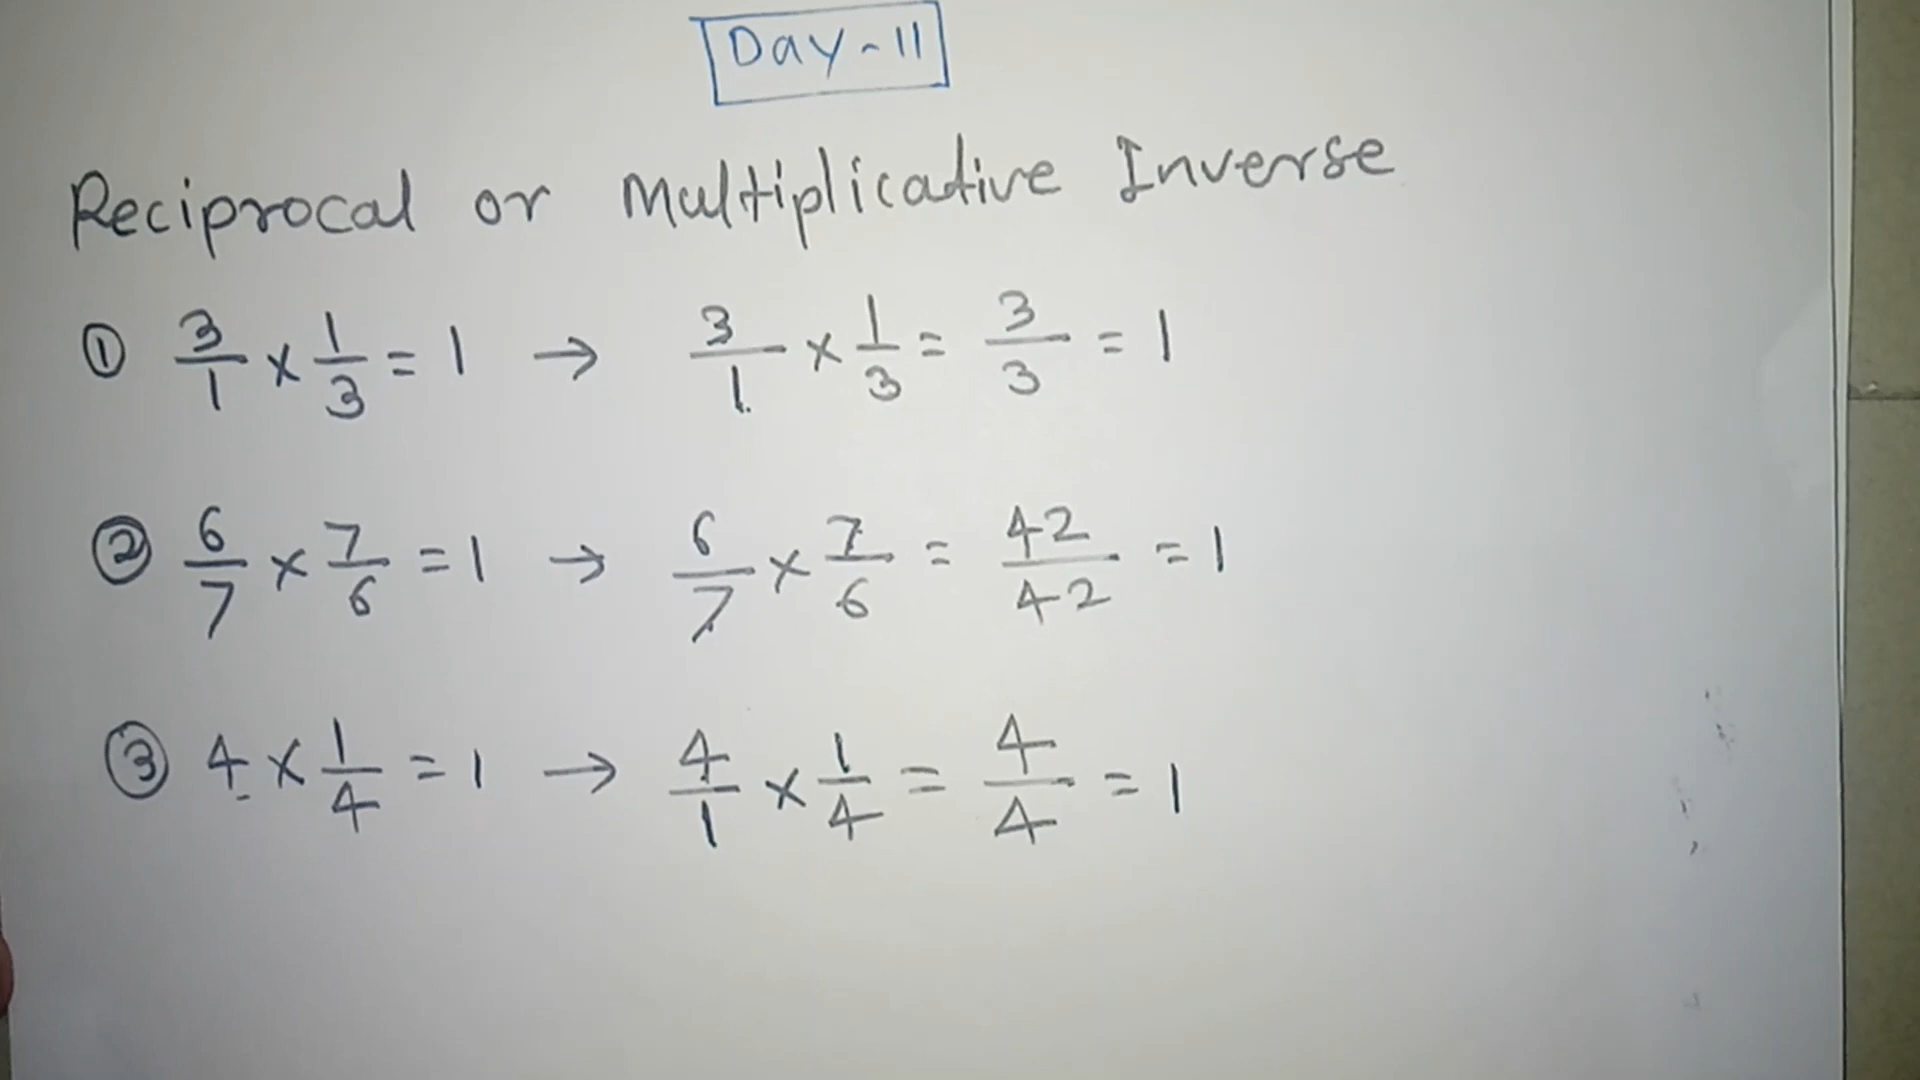 Day-11
Reciprocal or Multiplicative Inverse
① 3/1 × 1/3 = 1 → 3/1 × 1/3 = 3/3 = 1
② 6/7 × 7/6 = 1 → 6/7 × 7/6 = 42/42 = 1
③ 4 × 1/4 = 1 → 4/1 × 1/4 = 4/4 = 1